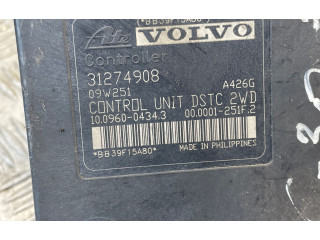 *BB39F15A80*
Ate VOLVO
Controller
31274908
09W251 A426G
CONTROL UNIT DSTC 2WD
10.0960-0434.3 00.0001-251F.2
*BB39F15A80*
MADE IN PHILIPPINES